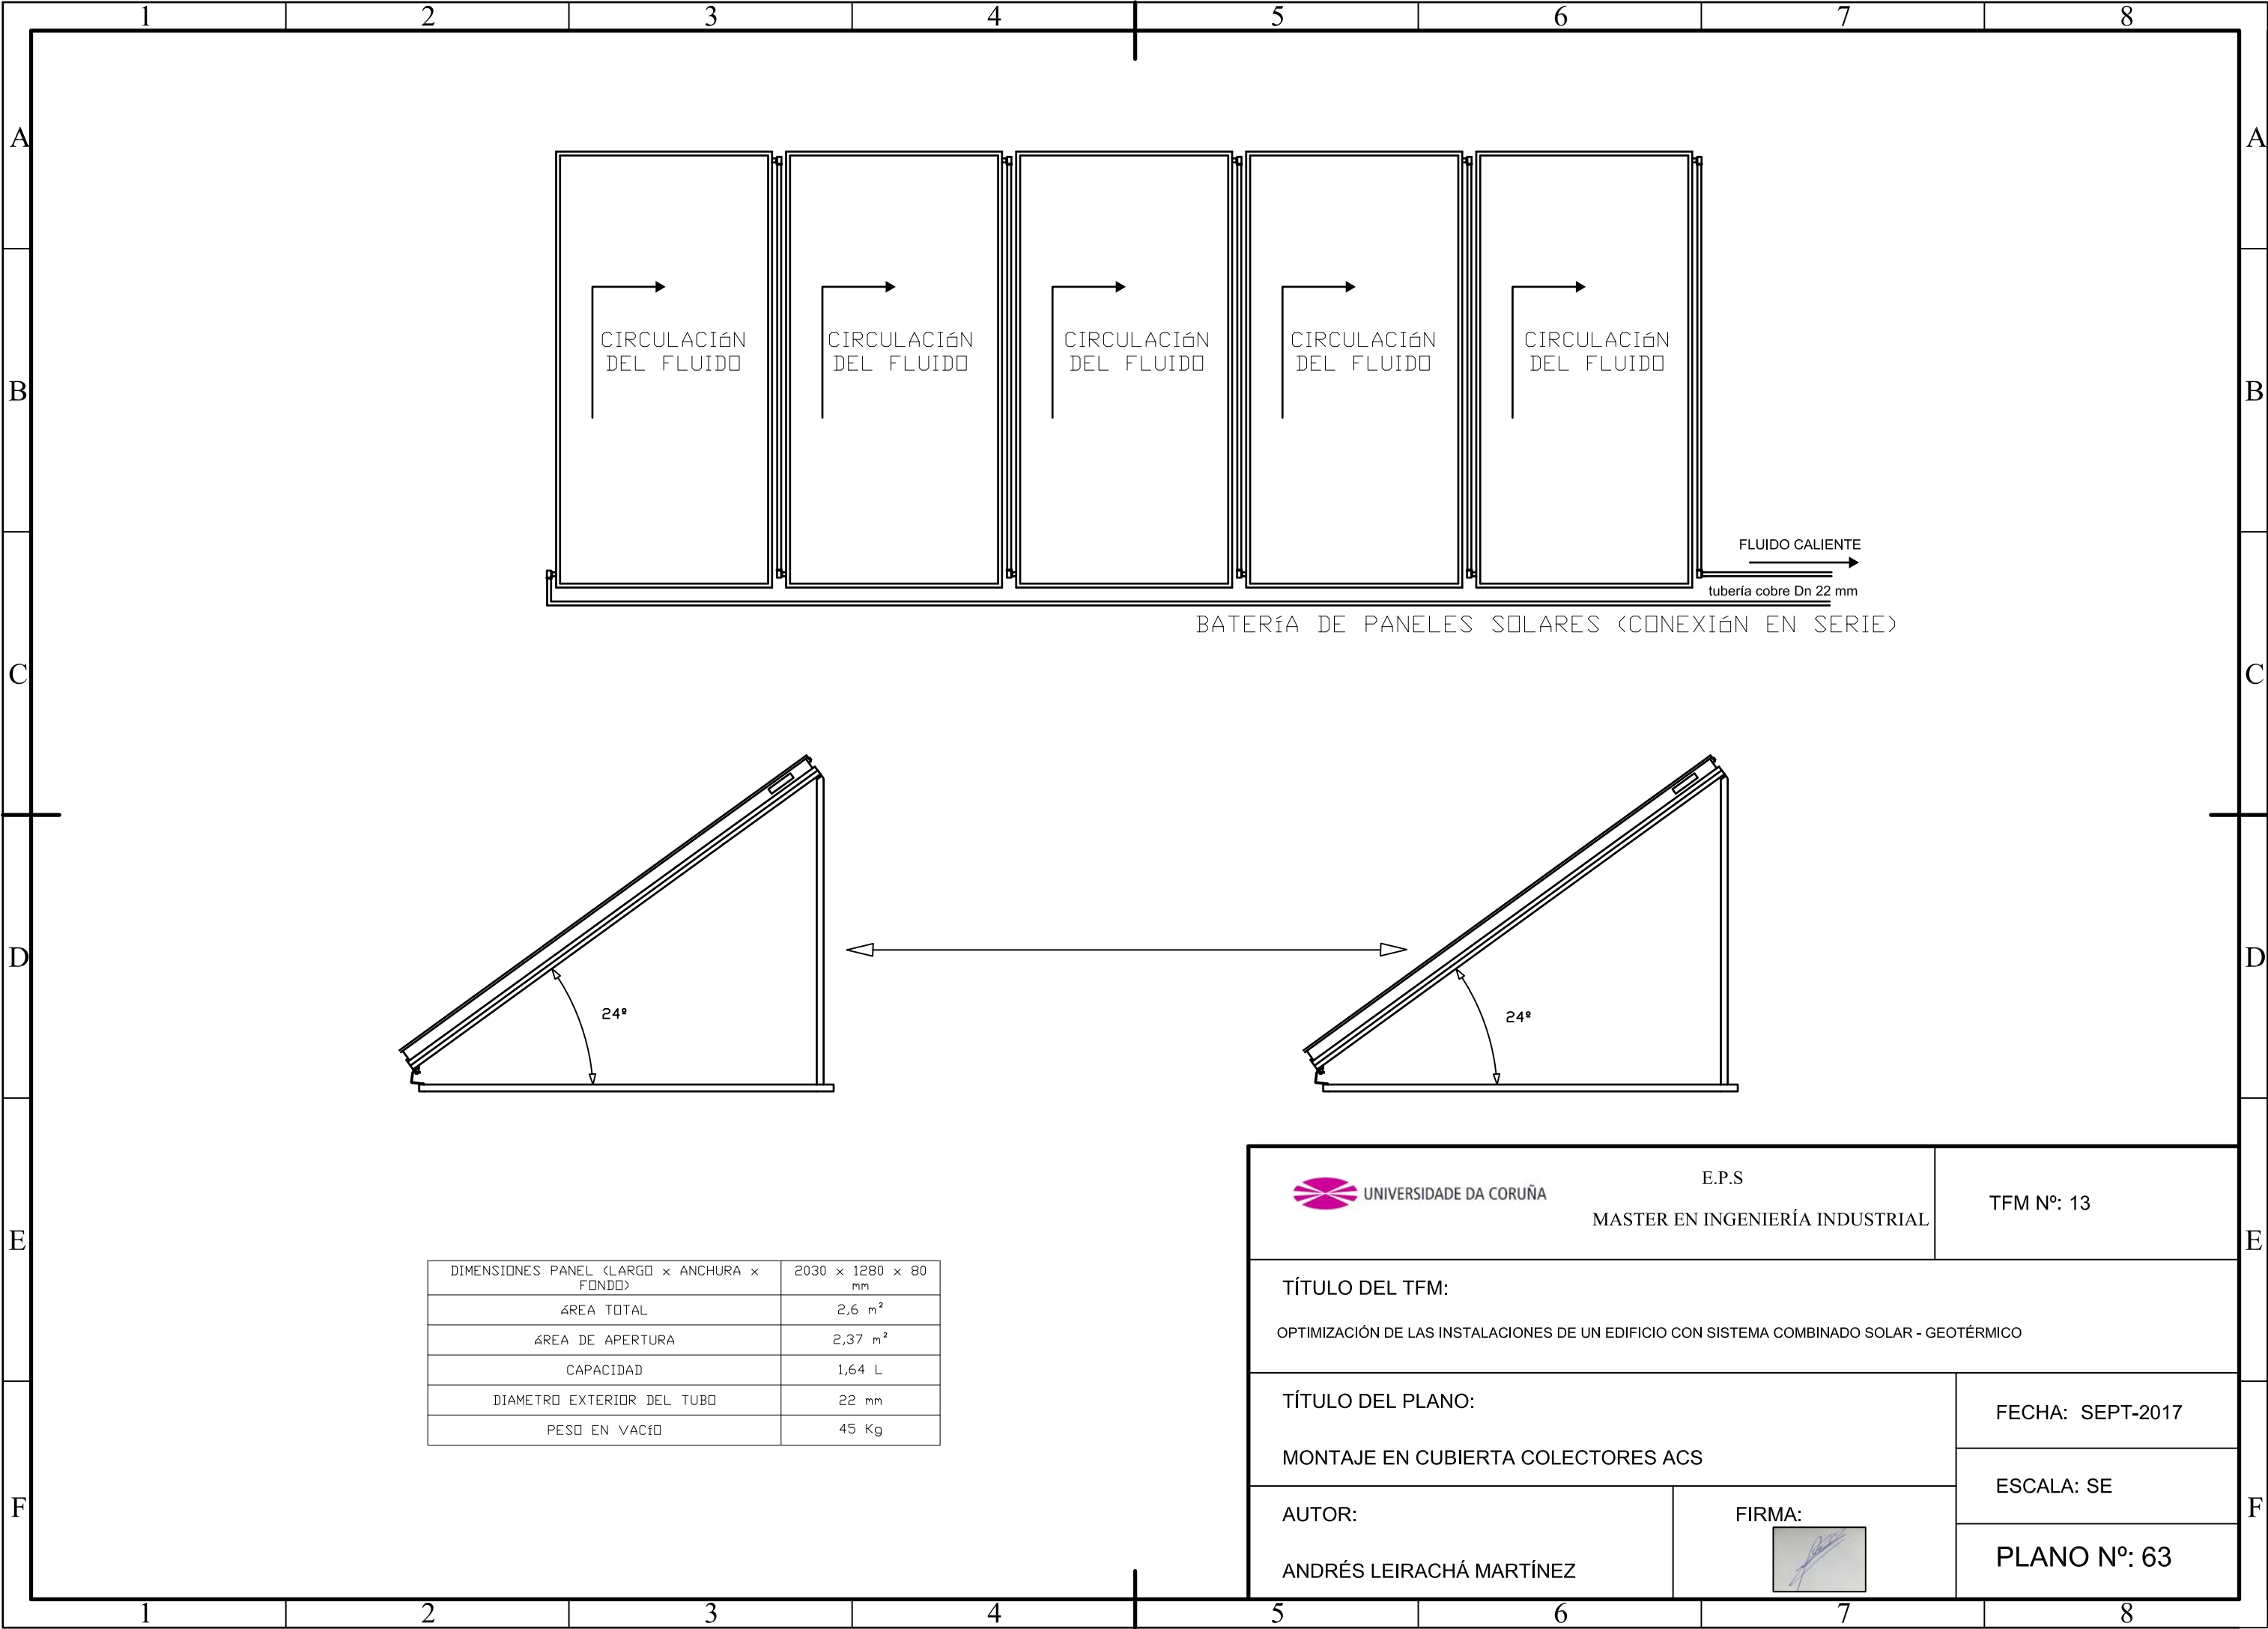 1 2 3 4 5 6 7 8
A A
B B
C C
D D
E E
F F
CIRCULACIóN
DEL FLUIDO
CIRCULACIóN
DEL FLUIDO
CIRCULACIóN
DEL FLUIDO
CIRCULACIóN
DEL FLUIDO
CIRCULACIóN
DEL FLUIDO
FLUIDO CALIENTE
tubería cobre Dn 22 mm
BATERíA DE PANELES SOLARES (CONEXIóN EN SERIE)
24º
24º
DIMENSIONES PANEL (LARGO x ANCHURA x
FONDO)
2030 x 1280 x 80
mm
áREA TOTAL 2,6 m²
áREA DE APERTURA 2,37 m²
CAPACIDAD 1,64 L
DIAMETRO EXTERIOR DEL TUBO 22 mm
PESO EN VACíO 45 Kg
UNIVERSIDADE DA CORUÑA
E.P.S
MASTER EN INGENIERÍA INDUSTRIAL
TFM Nº: 13
TÍTULO DEL TFM:
OPTIMIZACIÓN DE LAS INSTALACIONES DE UN EDIFICIO CON SISTEMA COMBINADO SOLAR - GEOTÉRMICO
TÍTULO DEL PLANO:
MONTAJE EN CUBIERTA COLECTORES ACS
FECHA: SEPT-2017
ESCALA: SE
PLANO Nº: 63
AUTOR:
ANDRÉS LEIRACHÁ MARTÍNEZ
FIRMA:
1 2 3 4 5 6 7 8